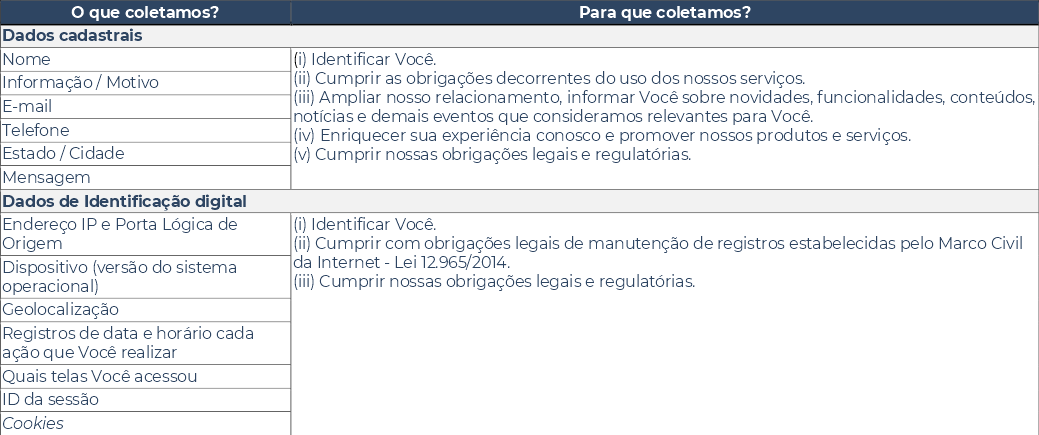 O que coletamos?
Para que coletamos?
Dados cadastrais
Nome
Informação / Motivo
E-mail
Telefone
Estado / Cidade
Mensagem
(i) Identificar Você.
(ii) Cumprir as obrigações decorrentes do uso dos nossos serviços.
(iii) Ampliar nosso relacionamento, informar Você sobre novidades, funcionalidades, conteúdos,
notícias e demais eventos que consideramos relevantes para Você.
(iv) Enriquecer sua experiência conosco e promover nossos produtos e serviços.
(v) Cumprir nossas obrigações legais e regulatórias.
Dados de Identificação digital
Endereço IP e Porta Lógica de
Origem
Dispositivo (versão do sistema
operacional)
Geolocalização
Registros de data e horário cada
ação que Você realizar
Quais telas Você acessou
ID da sessão
Cookies
(i) Identificar Você.
(ii) Cumprir com obrigações legais de manutenção de registros estabelecidas pelo Marco Civil
da Internet - Lei 12.965/2014.
(iii) Cumprir nossas obrigações legais e regulatórias.